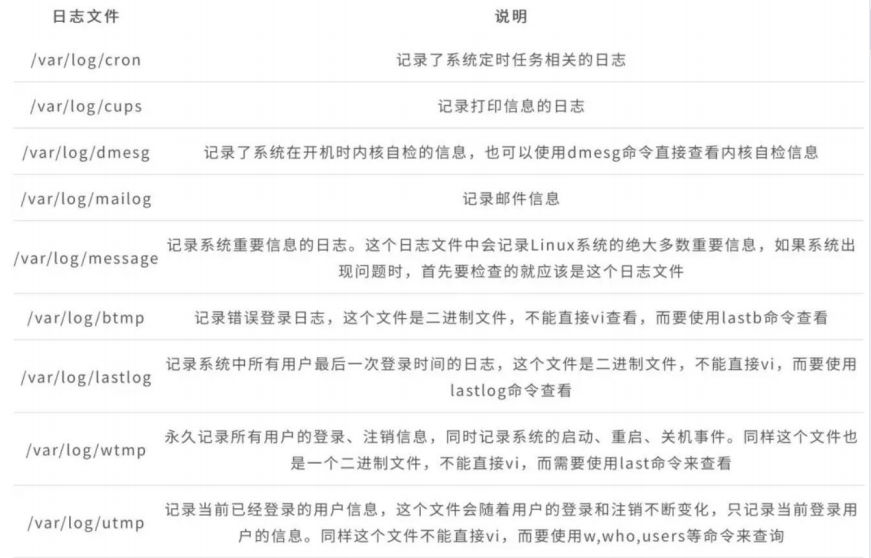 日志文件 说明
/var/log/cron 记录了系统定时任务相关的日志
/var/log/cups 记录打印信息的日志
/var/log/dmesg 记录了系统在开机时内核自检的信息，也可以使用dmesg命令直接查看内核自检信息
/var/log/mailog 记录邮件信息
/var/log/message 记录系统重要信息的日志。这个日志文件中会记录Linux系统的绝大多数重要信息，如果系统出
现问题时，首先要检查的就应该是这个日志文件
/var/log/btmp 记录错误登录日志，这个文件是二进制文件，不能直接vi查看，而要使用lastb命令查看
/var/log/lastlog 记录系统中所有用户最后一次登录时间的日志，这个文件是二进制文件，不能直接vi，而要使用
lastlog命令查看
/var/log/wtmp 永久记录所有用户的登录、注销信息，同时记录系统的启动、重启、关机事件。同样这个文件也
是一个二进制文件，不能直接vi，而需要使用last命令来查看
/var/log/utmp 记录当前已经登录的用户信息，这个文件会随着用户的登录和注销不断变化，只记录当前登录用
户的信息。同样这个文件不能直接vi，而要使用w,who,users等命令来查询